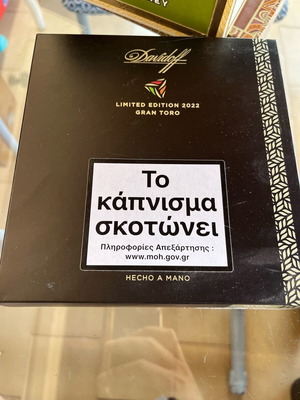 Davidoff
LIMITED EDITION 2022
GRAN TORO
Το
κάπνισμα
σκοτώνει
Πληροφορίες Απεξάρτησης :
www.moh.gov.gr
HECHO A MANO